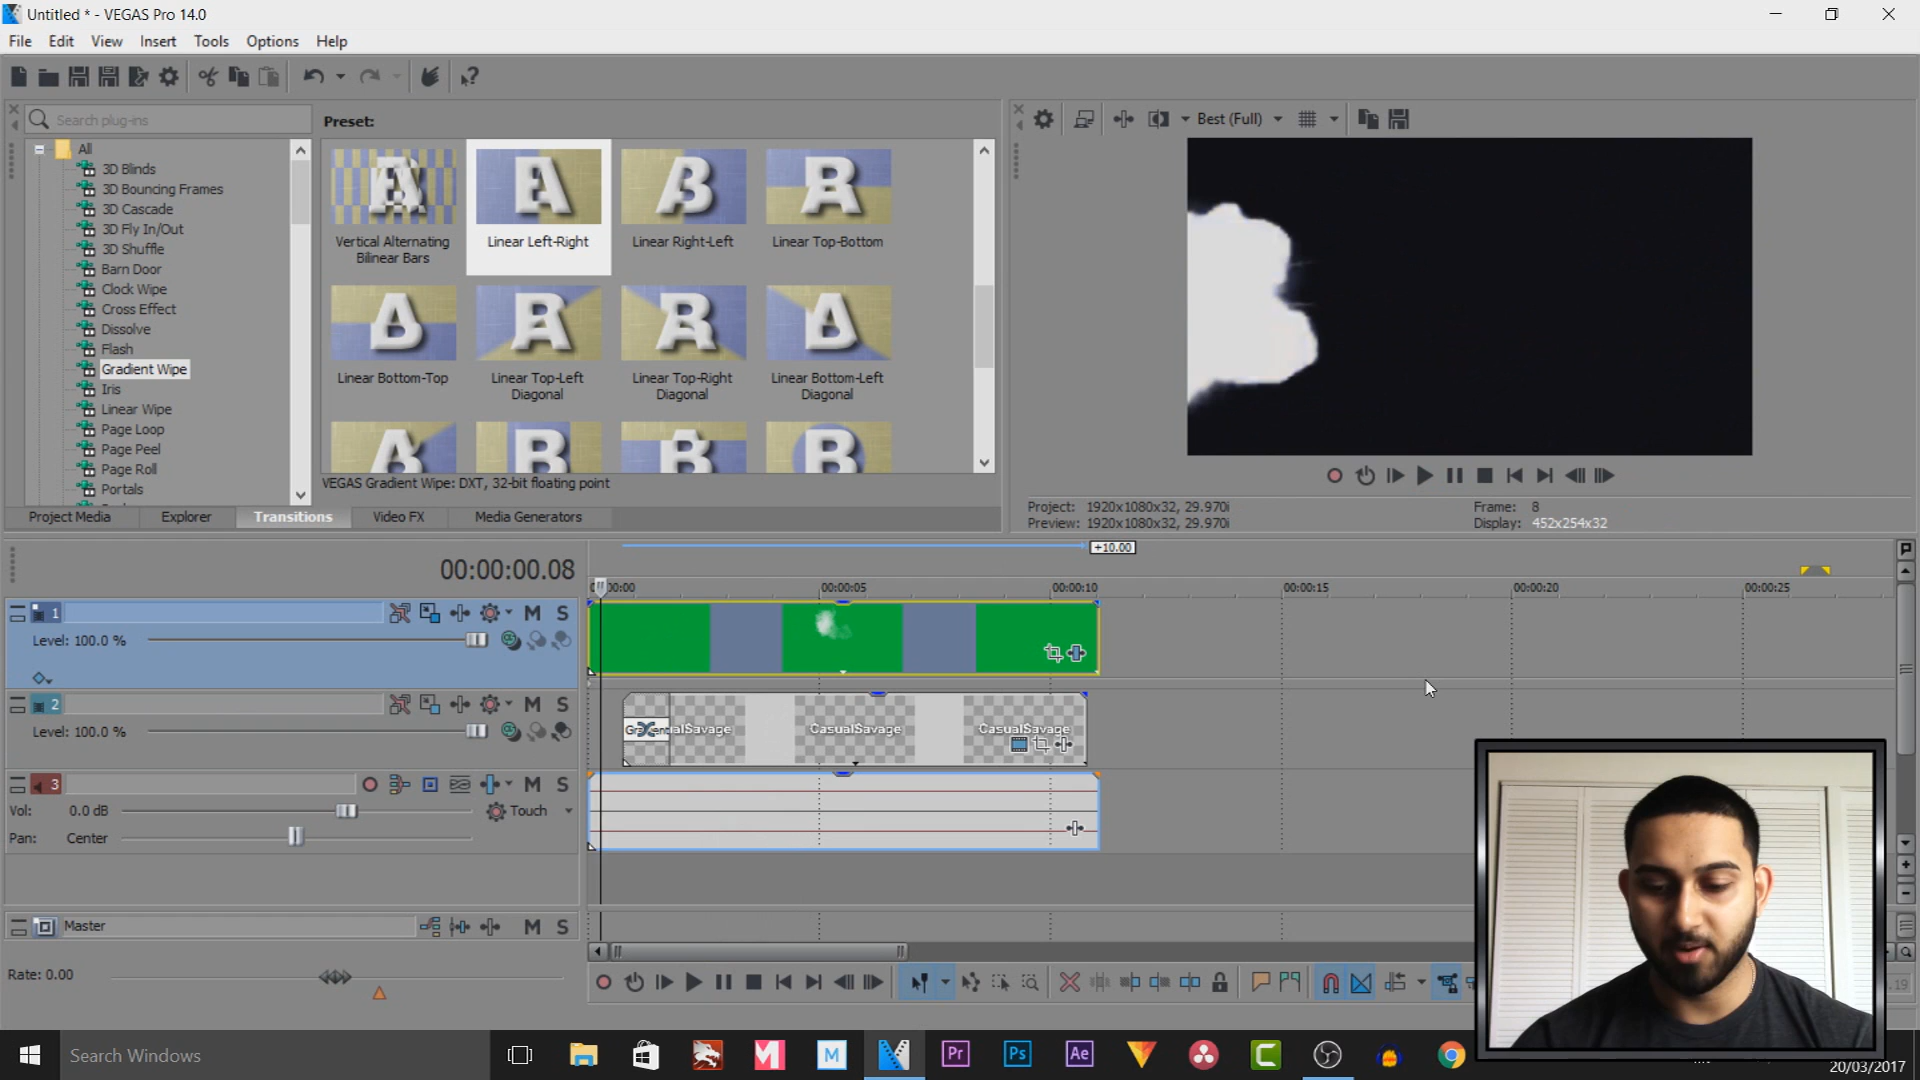 Untitled * - VEGAS Pro 14.0
File Edit View Insert Tools Options Help
Search plug-ins
Preset:
All
3D Blinds
3D Bouncing Frames
3D Cascade
3D Fly In/Out
3D Shuffle
Barn Door
Clock Wipe
Cross Effect
Dissolve
Flash
Gradient Wipe
Iris
Linear Wipe
Page Loop
Page Peel
Page Roll
Portals
Vertical Alternating
Bilinear Bars
Linear Left-Right
Linear Right-Left
Linear Top-Bottom
Linear Bottom-Top
Linear Top-Left
Diagonal
Linear Top-Right
Diagonal
Linear Bottom-Left
Diagonal
VEGAS Gradient Wipe: DXT, 32-bit floating point
Project Media Explorer Transitions Video FX Media Generators
Best (Full)
Project: 1920x1080x32, 29.970i
Preview: 1920x1080x32, 29.970i
Frame: 8
Display: 452x254x32
00:00:00.08
+10.00
00:00:05 00:00:10 00:00:15 00:00:20 00:00:25
1 M S
Level: 100.0 %
2 M S
Level: 100.0 %
CasualSavage CasualSavage
3 M S
Vol: 0.0 dB Touch
Pan: Center
Master M S
Rate: 0.00
Search Windows
Pr Ps Ae
20/03/2017